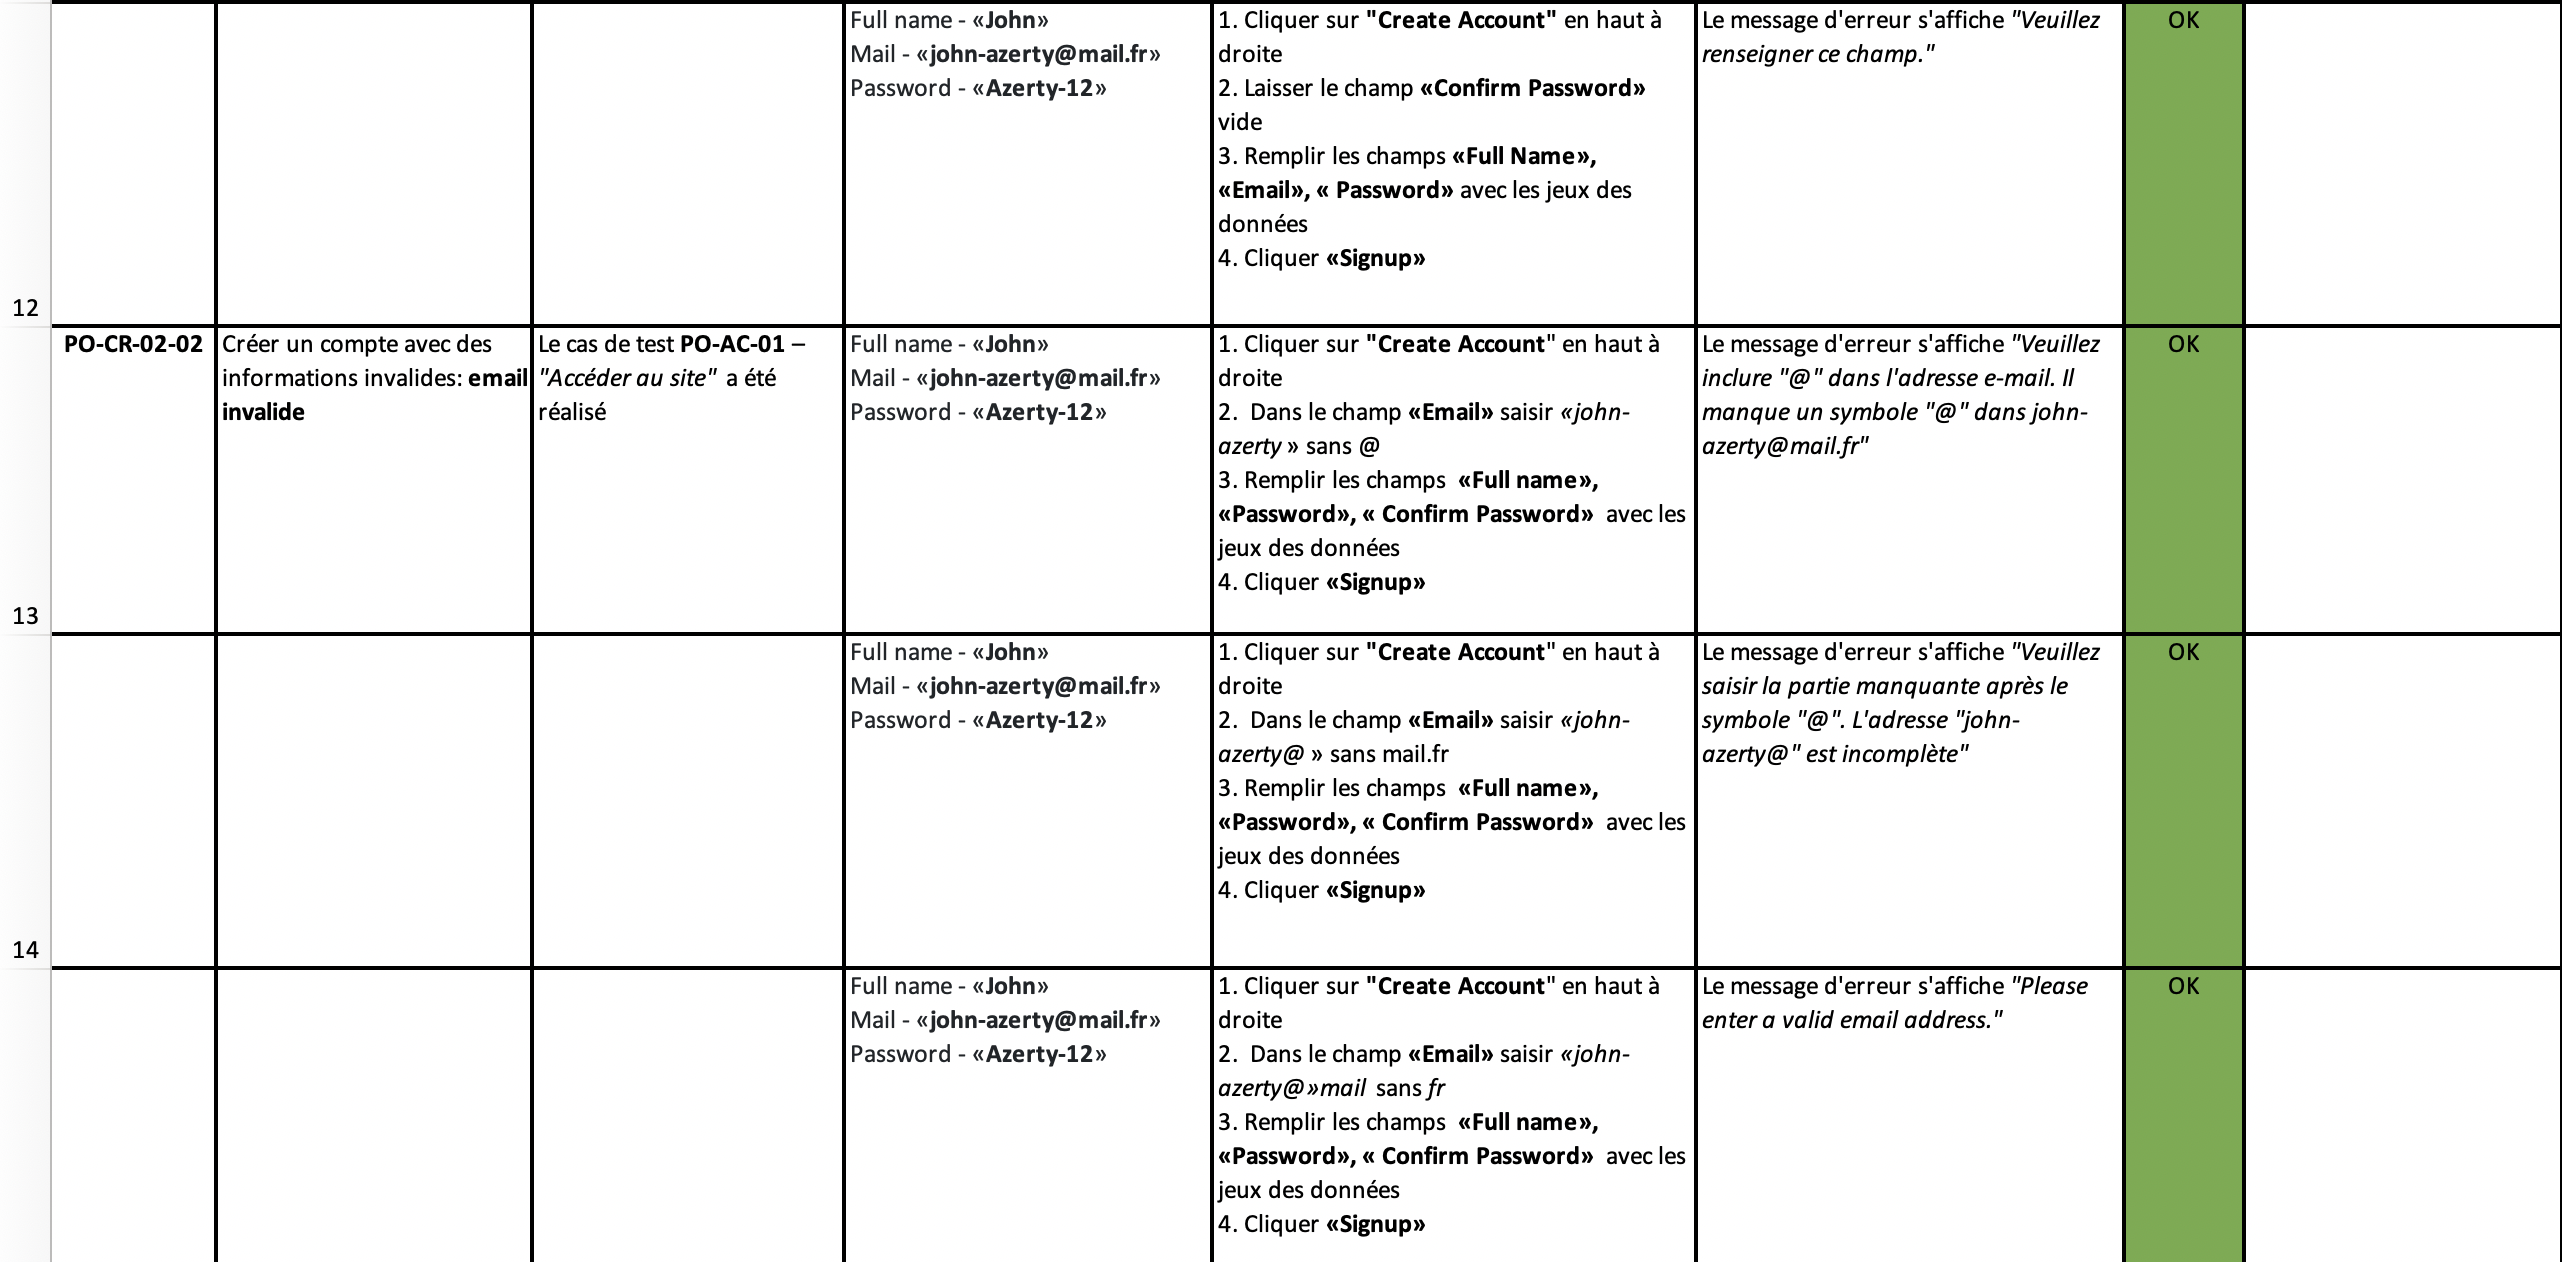 Full name - «John»
Mail - «john-azerty@mail.fr»
Password - «Azerty-12»
1. Cliquer sur "Create Account" en haut à
droite
2. Laisser le champ «Confirm Password»
vide
3. Remplir les champs «Full Name»,
«Email», « Password» avec les jeux des
données
4. Cliquer «Signup»
Le message d'erreur s'affiche "Veuillez
renseigner ce champ."
OK
12
PO-CR-02-02
Créer un compte avec des
informations invalides: email
invalide
Le cas de test PO-AC-01 –
"Accéder au site" a été
réalisé
Full name - «John»
Mail - «john-azerty@mail.fr»
Password - «Azerty-12»
1. Cliquer sur "Create Account" en haut à
droite
2. Dans le champ «Email» saisir «john-
azerty » sans @
3. Remplir les champs «Full name»,
«Password», « Confirm Password» avec les
jeux des données
4. Cliquer «Signup»
Le message d'erreur s'affiche "Veuillez
inclure "@" dans l'adresse e-mail. Il
manque un symbole "@" dans john-
azerty@mail.fr"
OK
13
Full name - «John»
Mail - «john-azerty@mail.fr»
Password - «Azerty-12»
1. Cliquer sur "Create Account" en haut à
droite
2. Dans le champ «Email» saisir «john-
azerty@ » sans mail.fr
3. Remplir les champs «Full name»,
«Password», « Confirm Password» avec les
jeux des données
4. Cliquer «Signup»
Le message d'erreur s'affiche "Veuillez
saisir la partie manquante après le
symbole "@". L'adresse "john-
azerty@" est incomplète"
OK
14
Full name - «John»
Mail - «john-azerty@mail.fr»
Password - «Azerty-12»
1. Cliquer sur "Create Account" en haut à
droite
2. Dans le champ «Email» saisir «john-
azerty@»mail sans fr
3. Remplir les champs «Full name»,
«Password», « Confirm Password» avec les
jeux des données
4. Cliquer «Signup»
Le message d'erreur s'affiche "Please
enter a valid email address."
OK